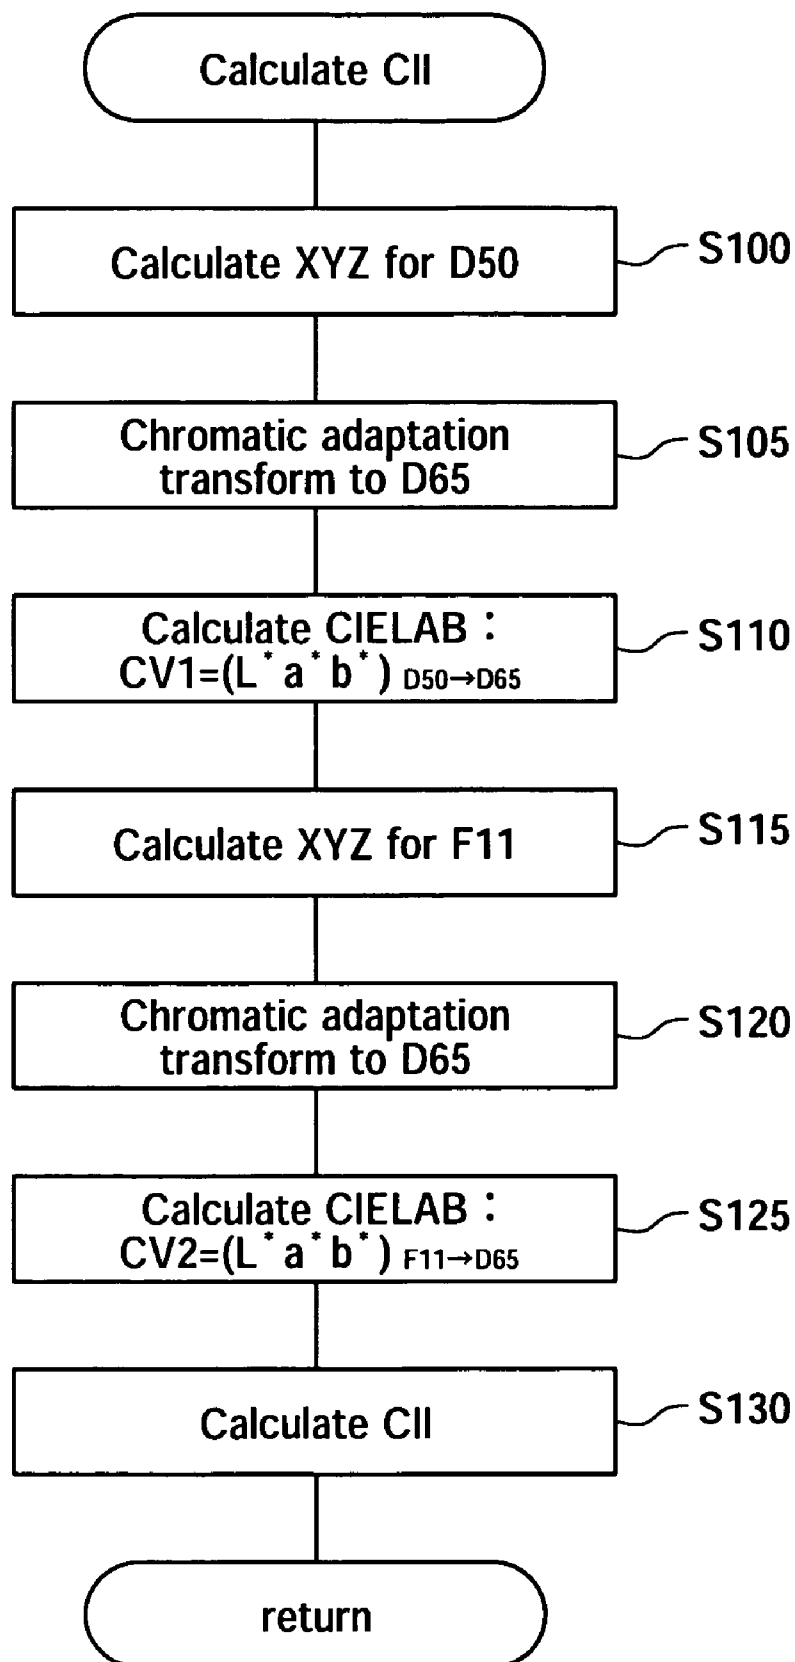 Calculate CII
Calculate XYZ for D50
S100
Chromatic adaptation
transform to D65
S105
Calculate CIELAB :
CV1=(L* a* b*) D50→D65
S110
Calculate XYZ for F11
S115
Chromatic adaptation
transform to D65
S120
Calculate CIELAB :
CV2=(L* a* b*) F11→D65
S125
Calculate CII
S130
return